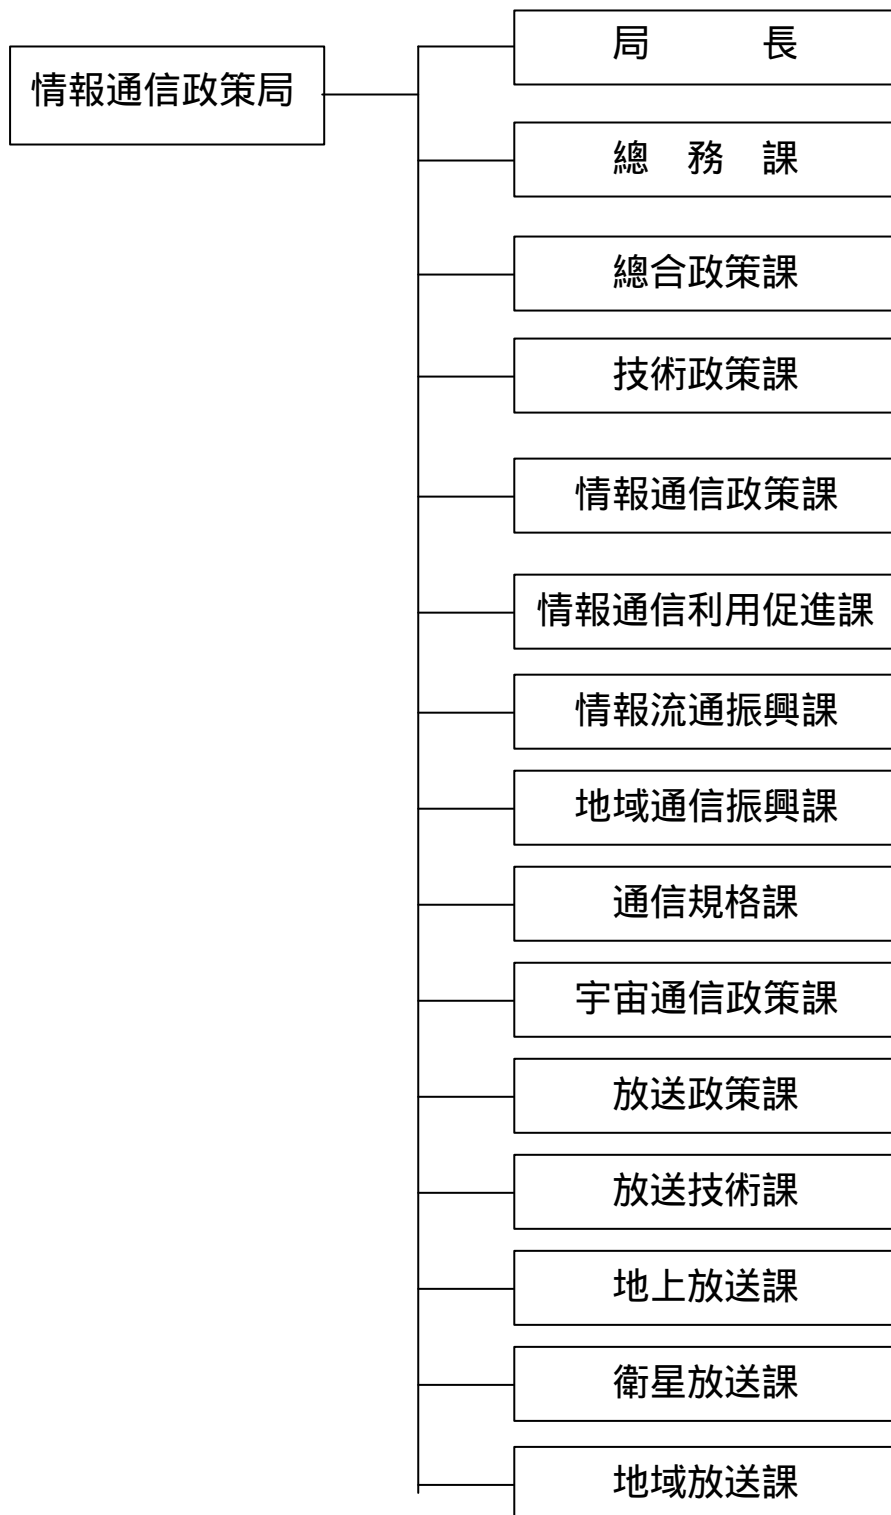 情報通信政策局
局　　　長
總　務　課
總合政策課
技術政策課
情報通信政策課
情報通信利用促進課
情報流通振興課
地域通信振興課
通信規格課
宇宙通信政策課
放送政策課
放送技術課
地上放送課
衛星放送課
地域放送課